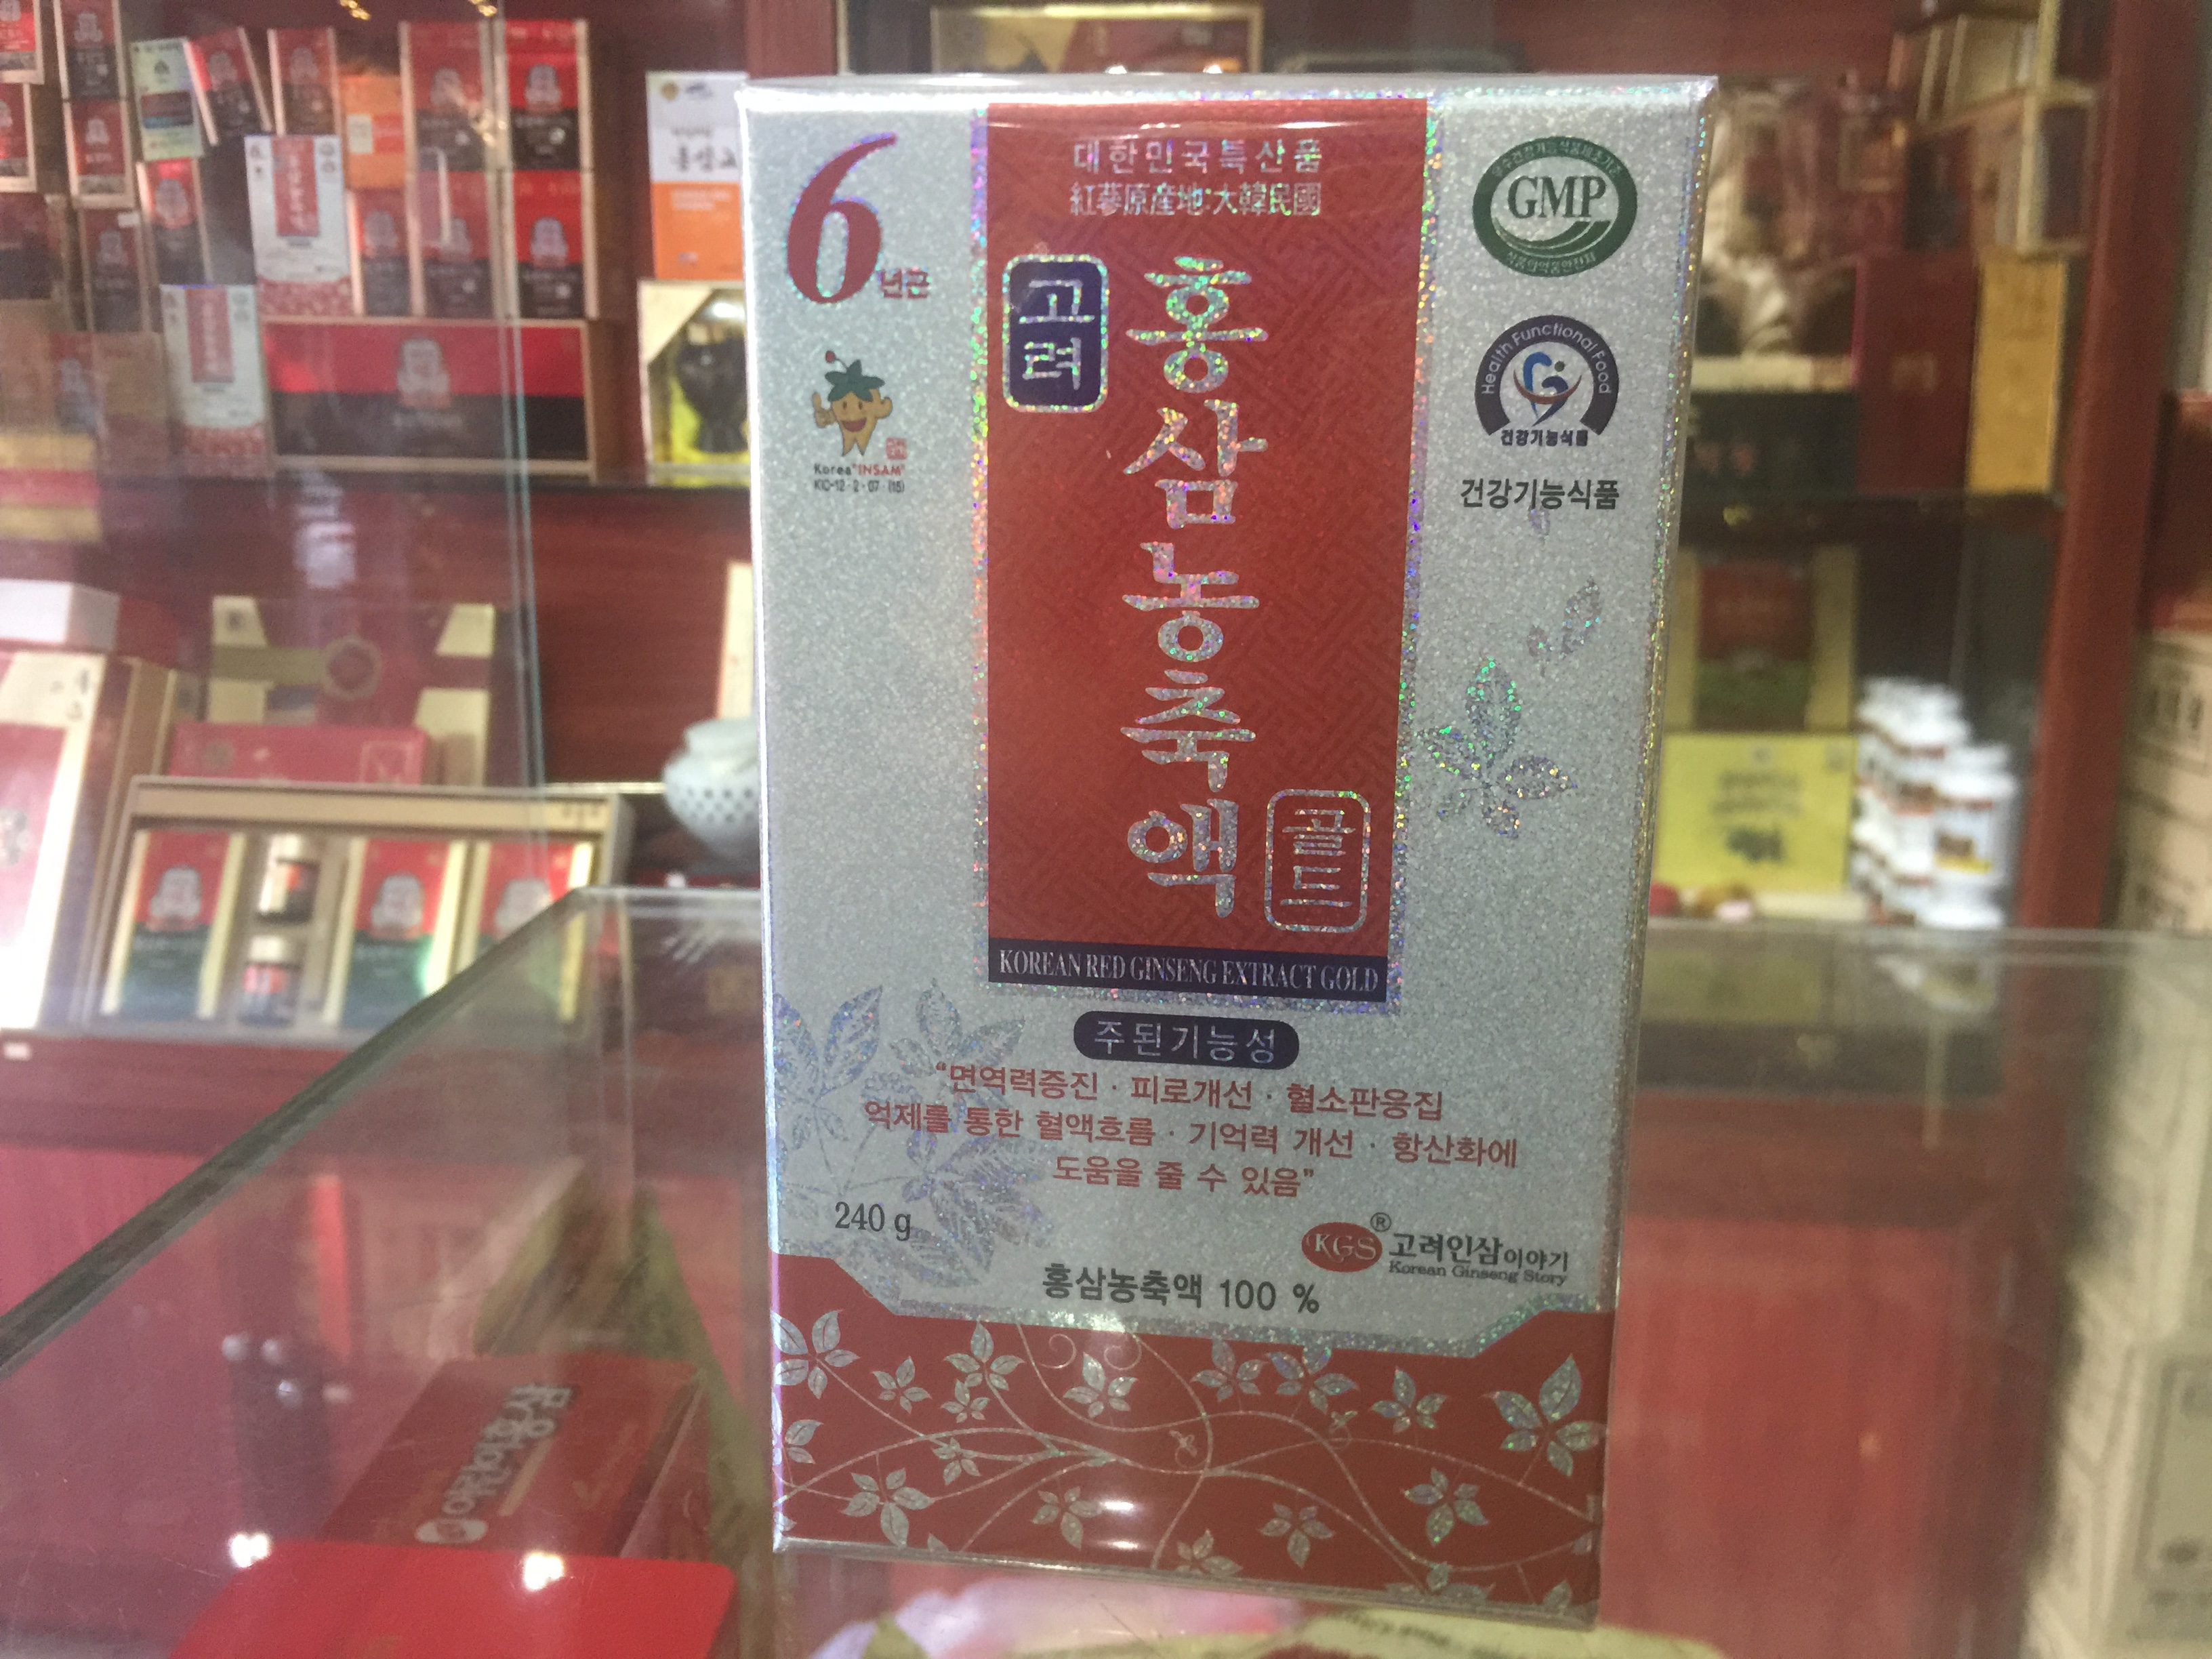 6년근
대한민국특산품
紅蔘原産地:大韓民國
고려
홍삼농축액
골드
KOREAN RED GINSENG EXTRACT GOLD
GMP
Health Functional Food
건강기능식품
건강기능식품
Korea "INSAM"
주된기능성
“면역력증진 · 피로개선 · 혈소판응집
억제를 통한 혈액흐름 · 기억력 개선 · 항산화에
도움을 줄 수 있음”
240 g
KGS® 고려인삼이야기
Korean Ginseng Story
홍삼농축액 100 %